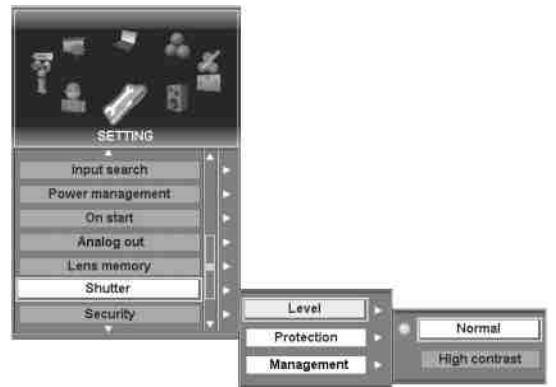 SETTING
Input search
Power management
On start
Analog out
Lens memory
Shutter
Security
Level
Protection
Management
Normal
High contrast